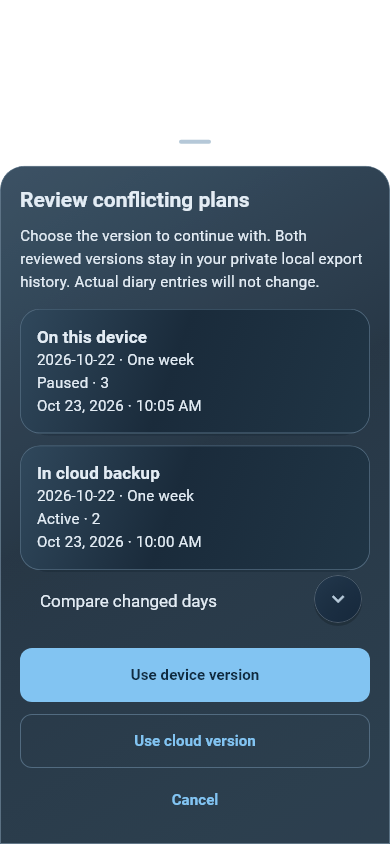 Review conflicting plans
Choose the version to continue with. Both
reviewed versions stay in your private local export
history. Actual diary entries will not change.
On this device
2026-10-22 · One week
Paused · 3
Oct 23, 2026 · 10:05 AM
In cloud backup
2026-10-22 · One week
Active · 2
Oct 23, 2026 · 10:00 AM
Compare changed days
Use device version
Use cloud version
Cancel